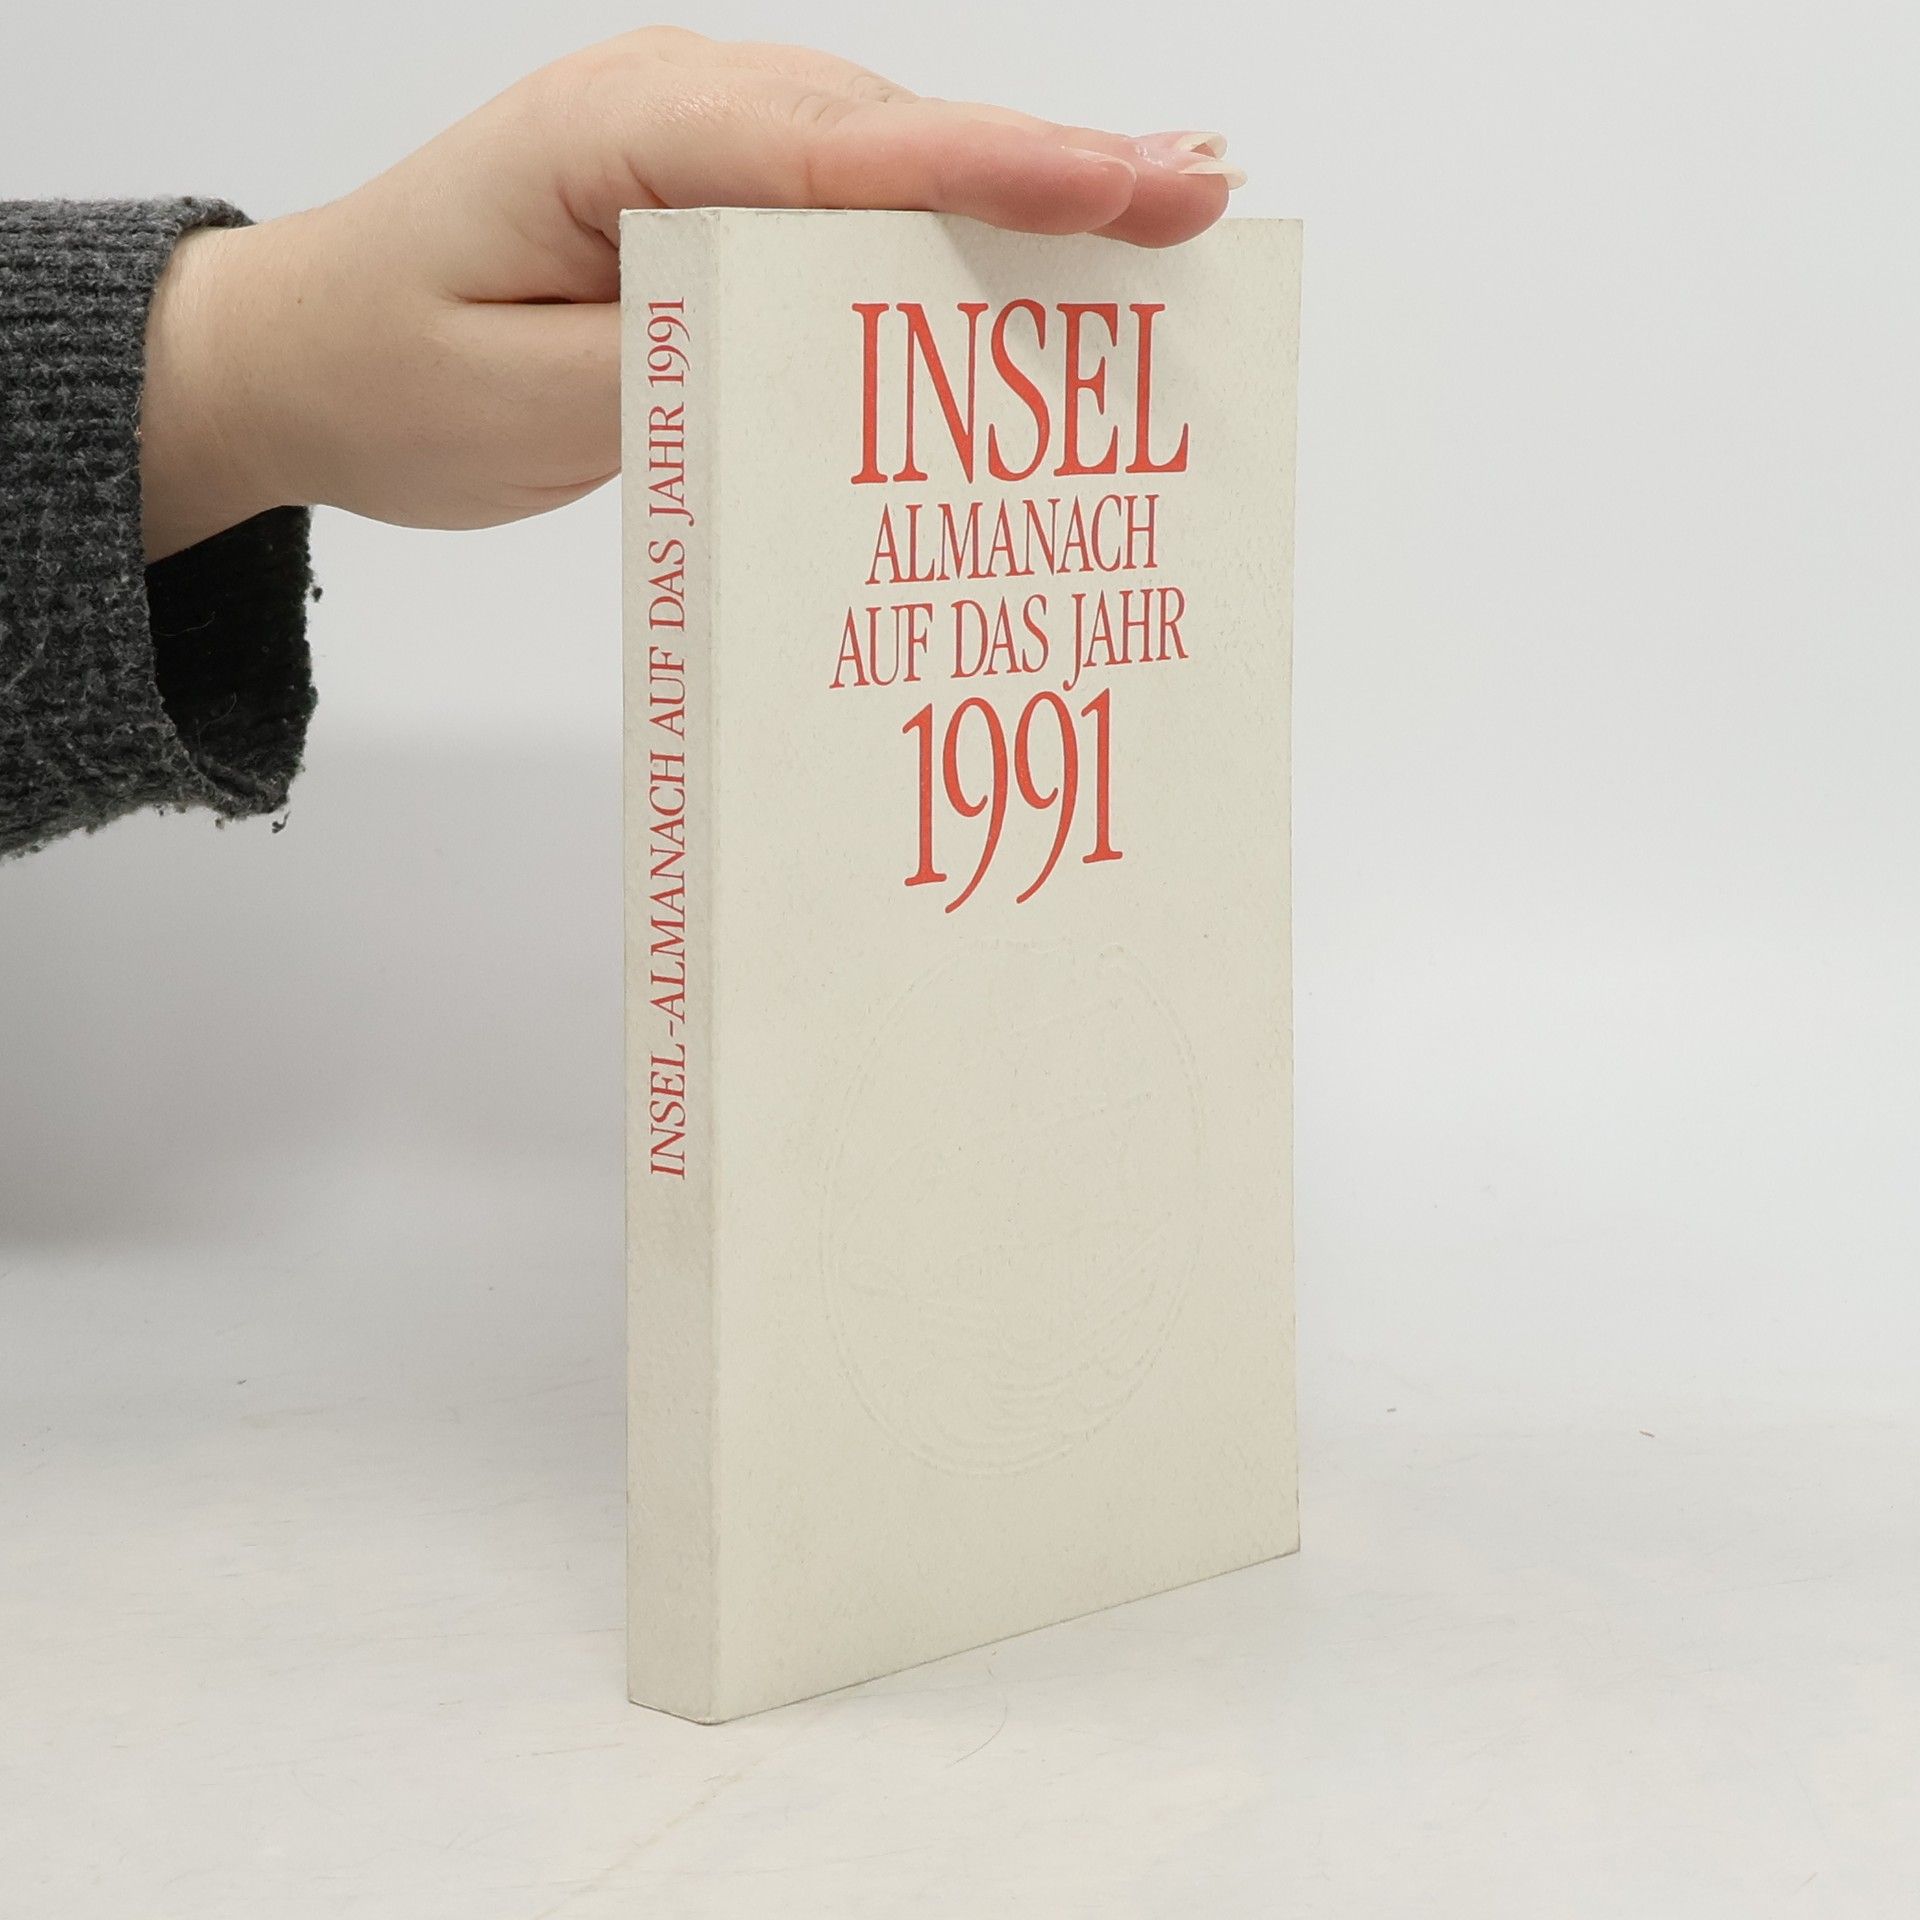 INSEL-ALMANACH AUF DAS JAHR 1991
INSEL
ALMANACH
AUF DAS JAHR
1991